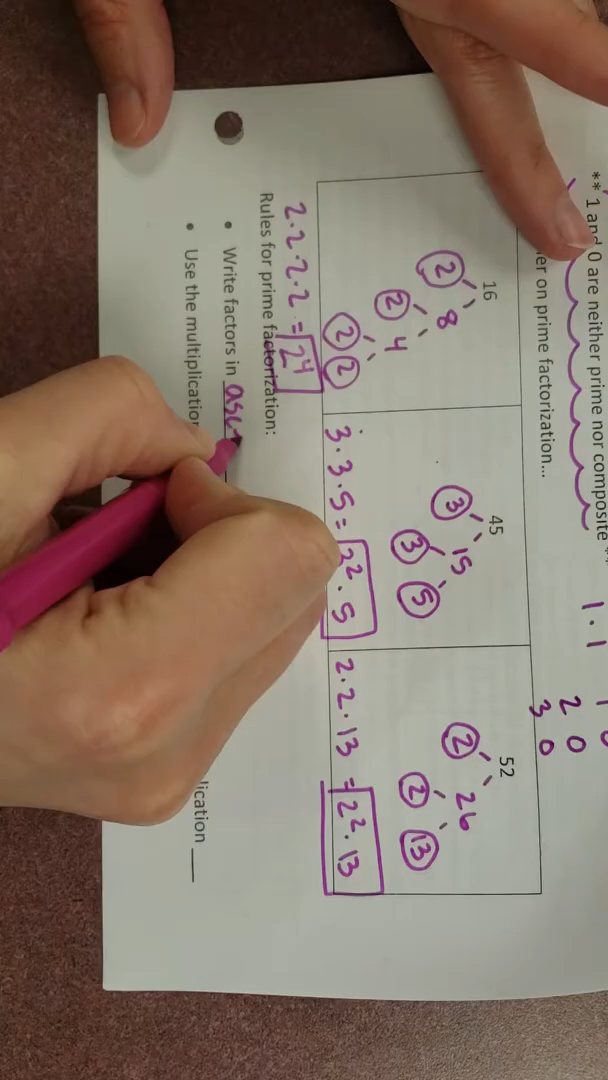 ** 1 and 0 are neither prime nor composite **
1 . 1
2 0
3 0
on prime factorization...
16
2 8
2 4
2 2
2 . 2 . 2 . 2 = 2⁴
45
3 15
3 5
3 . 3 . 5 = 3² . 5
52
2 26
2 13
2 . 2 . 13 = 2² . 13
Rules for prime factorization:
• Write factors in
• Use the multiplication